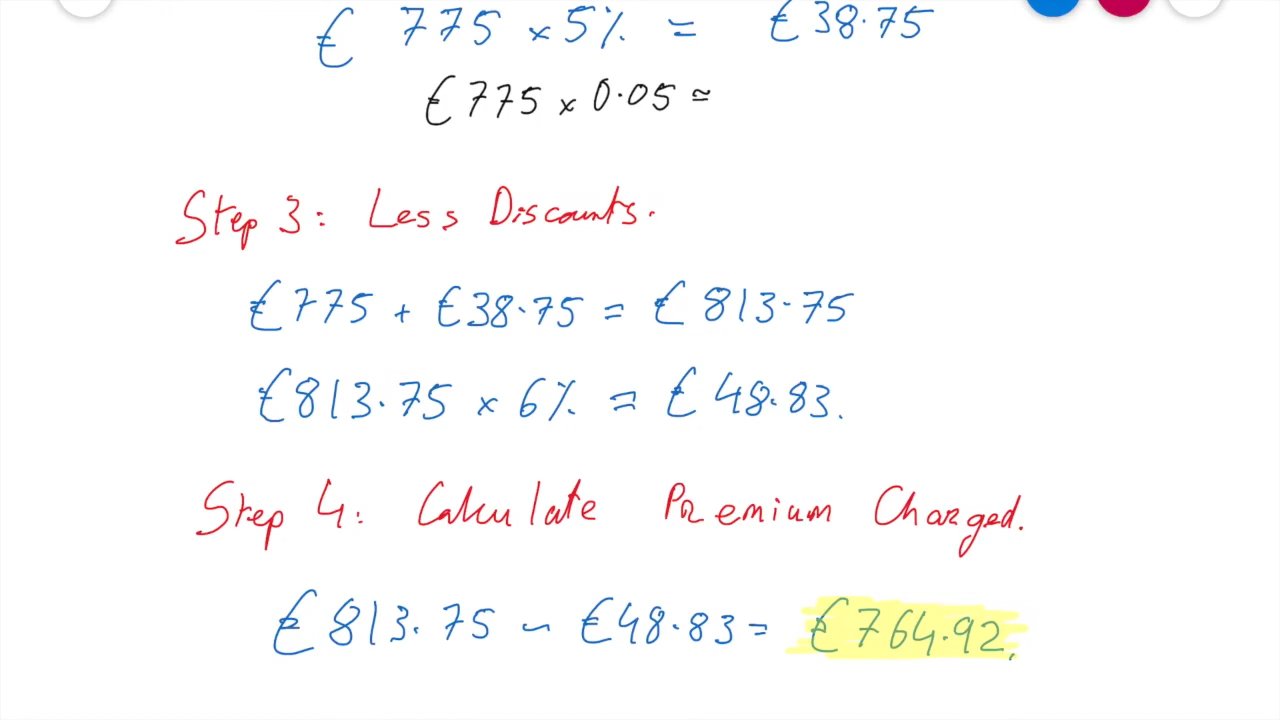 € 775 × 5% = €38.75
€775 × 0.05 =
Step 3: Less Discounts.
€775 + €38.75 = €813.75
€813.75 × 6% = €48.83.
Step 4: Calculate Premium Charged.
€813.75 - €48.83 = €764.92.